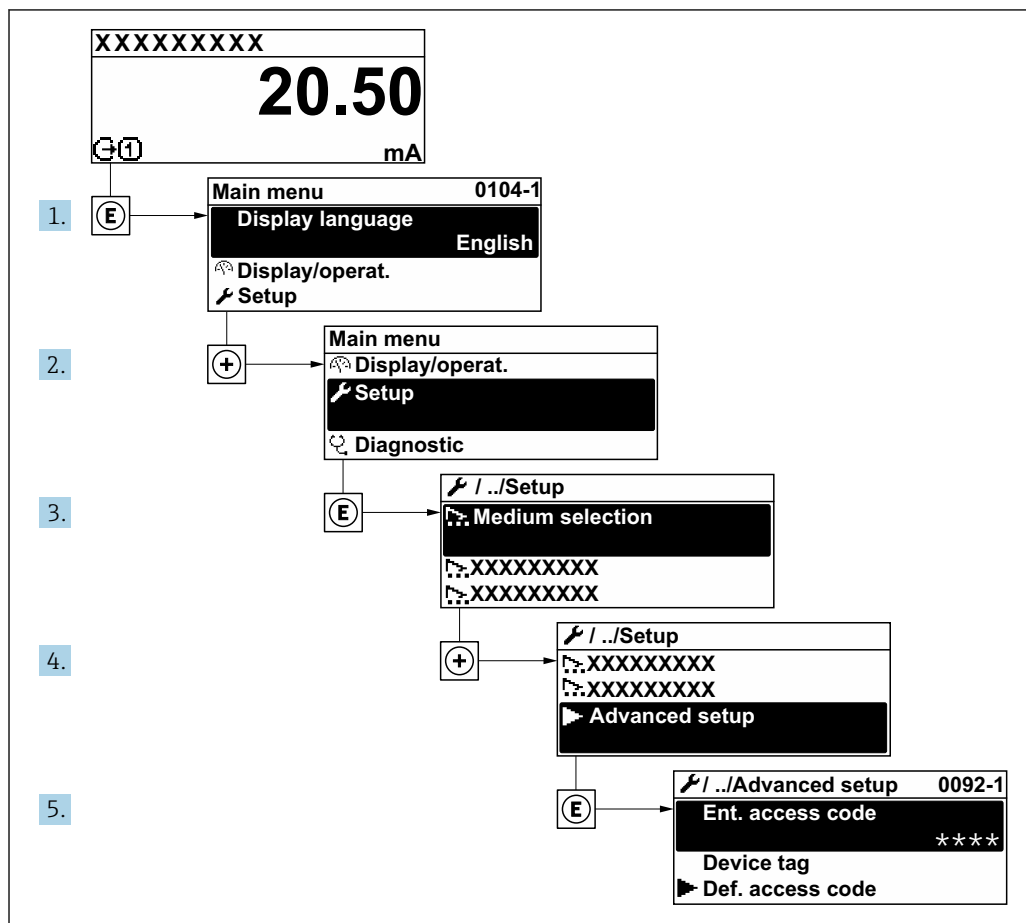 XXXXXXXXX
20.50
1 mA
1. E
Main menu 0104-1
Display language
English
Display/operat.
Setup
2. +
Main menu
Display/operat.
Setup
Diagnostic
3. E
/ ../Setup
Medium selection
XXXXXXXXX
XXXXXXXXX
4. +
/ ../Setup
XXXXXXXXX
XXXXXXXXX
Advanced setup
5. E
/ ../Advanced setup 0092-1
Ent. access code
****
Device tag
Def. access code